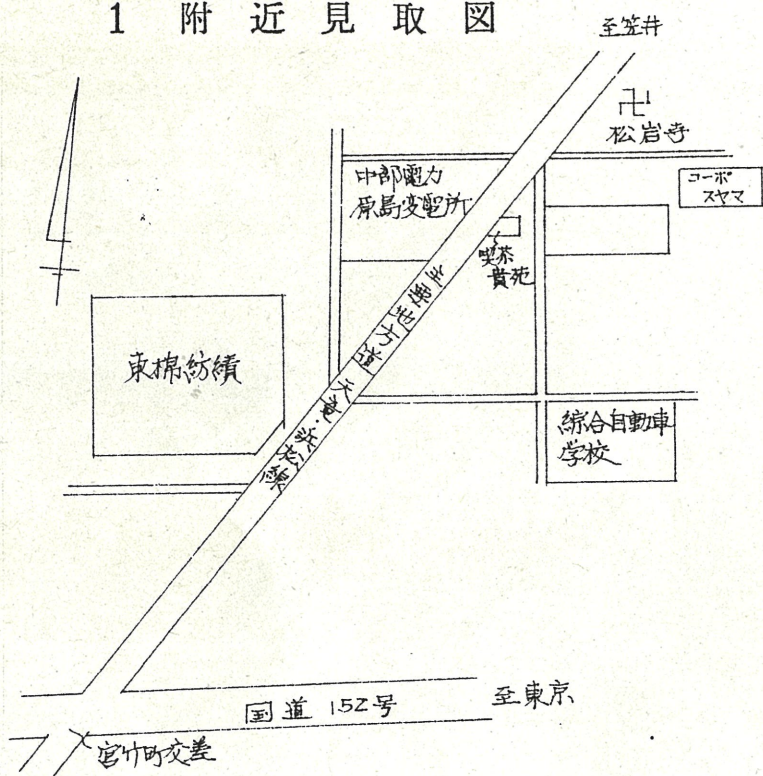 1 附近見取図
至笠井
卍
松岩寺
中部電力
原島変電所
コーポ
スヤマ
喫茶
貴苑
主要地方道 天竜・浜松線
東棉紡績
綜合自動車
学校
国道 152号
至東京
宮竹町交差